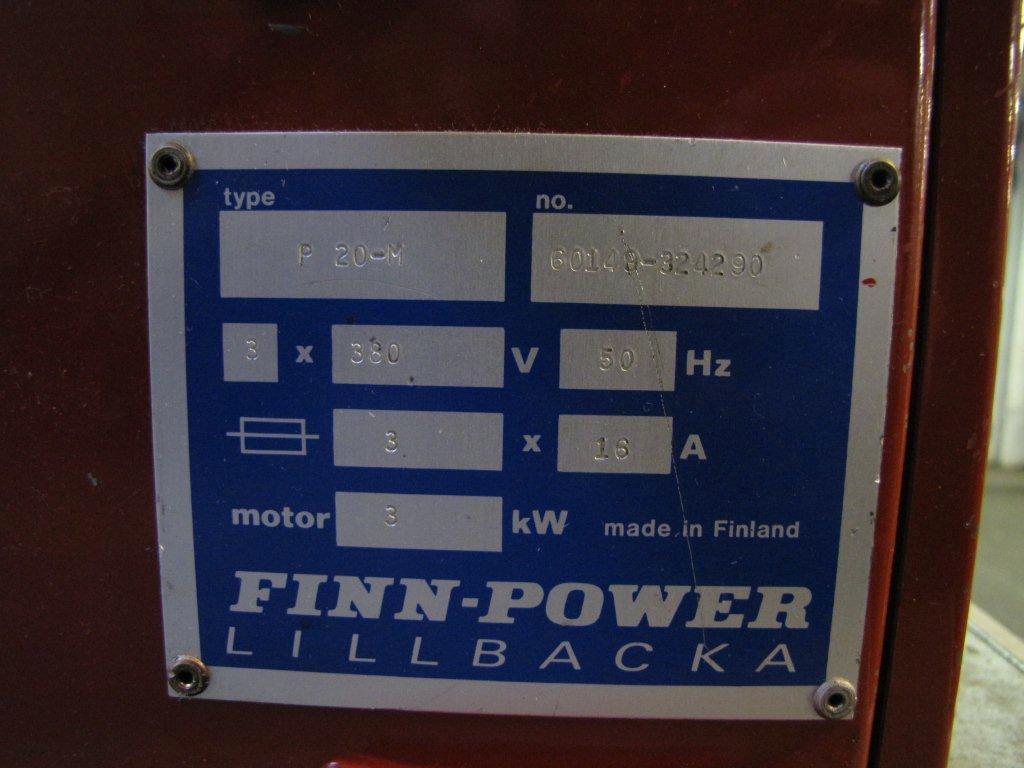 type no.
P 20-M 60149-324290
3 x 380 V 50 Hz
3 x 16 A
motor 3 kW made in Finland
FINN-POWER
LILLBACKA